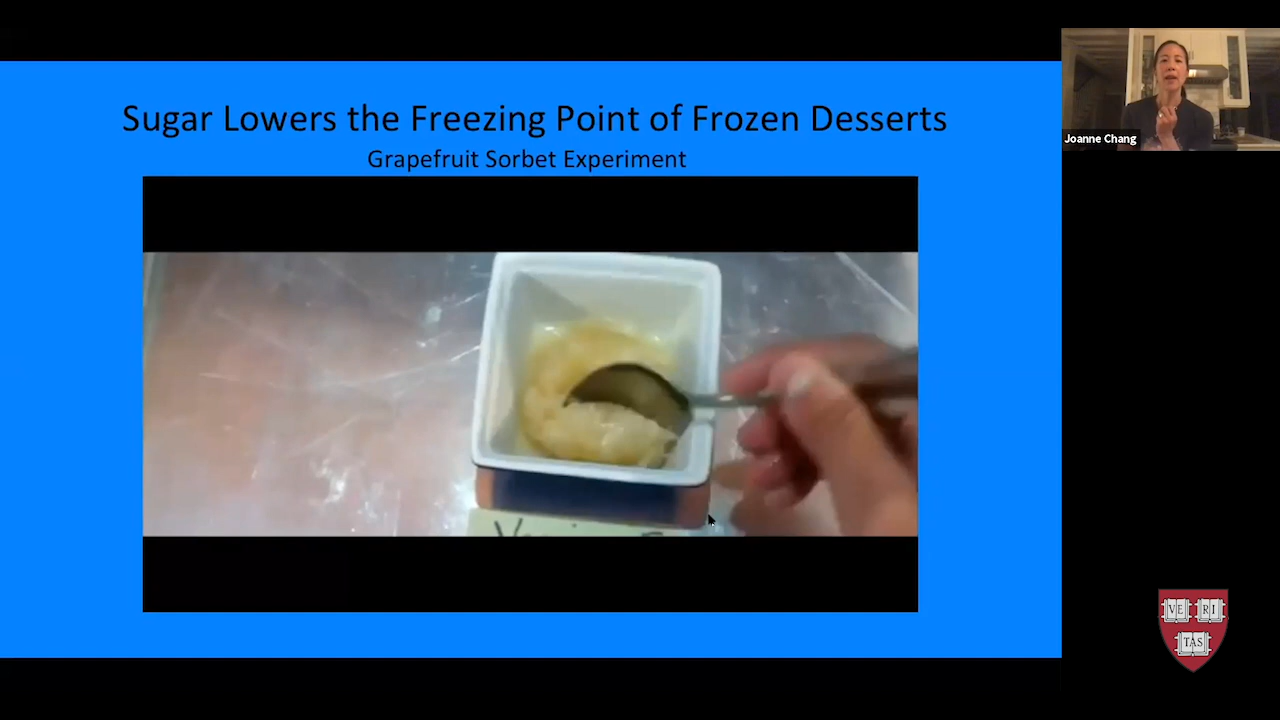 Sugar Lowers the Freezing Point of Frozen Desserts
Grapefruit Sorbet Experiment
Joanne Chang
VE RI
TAS